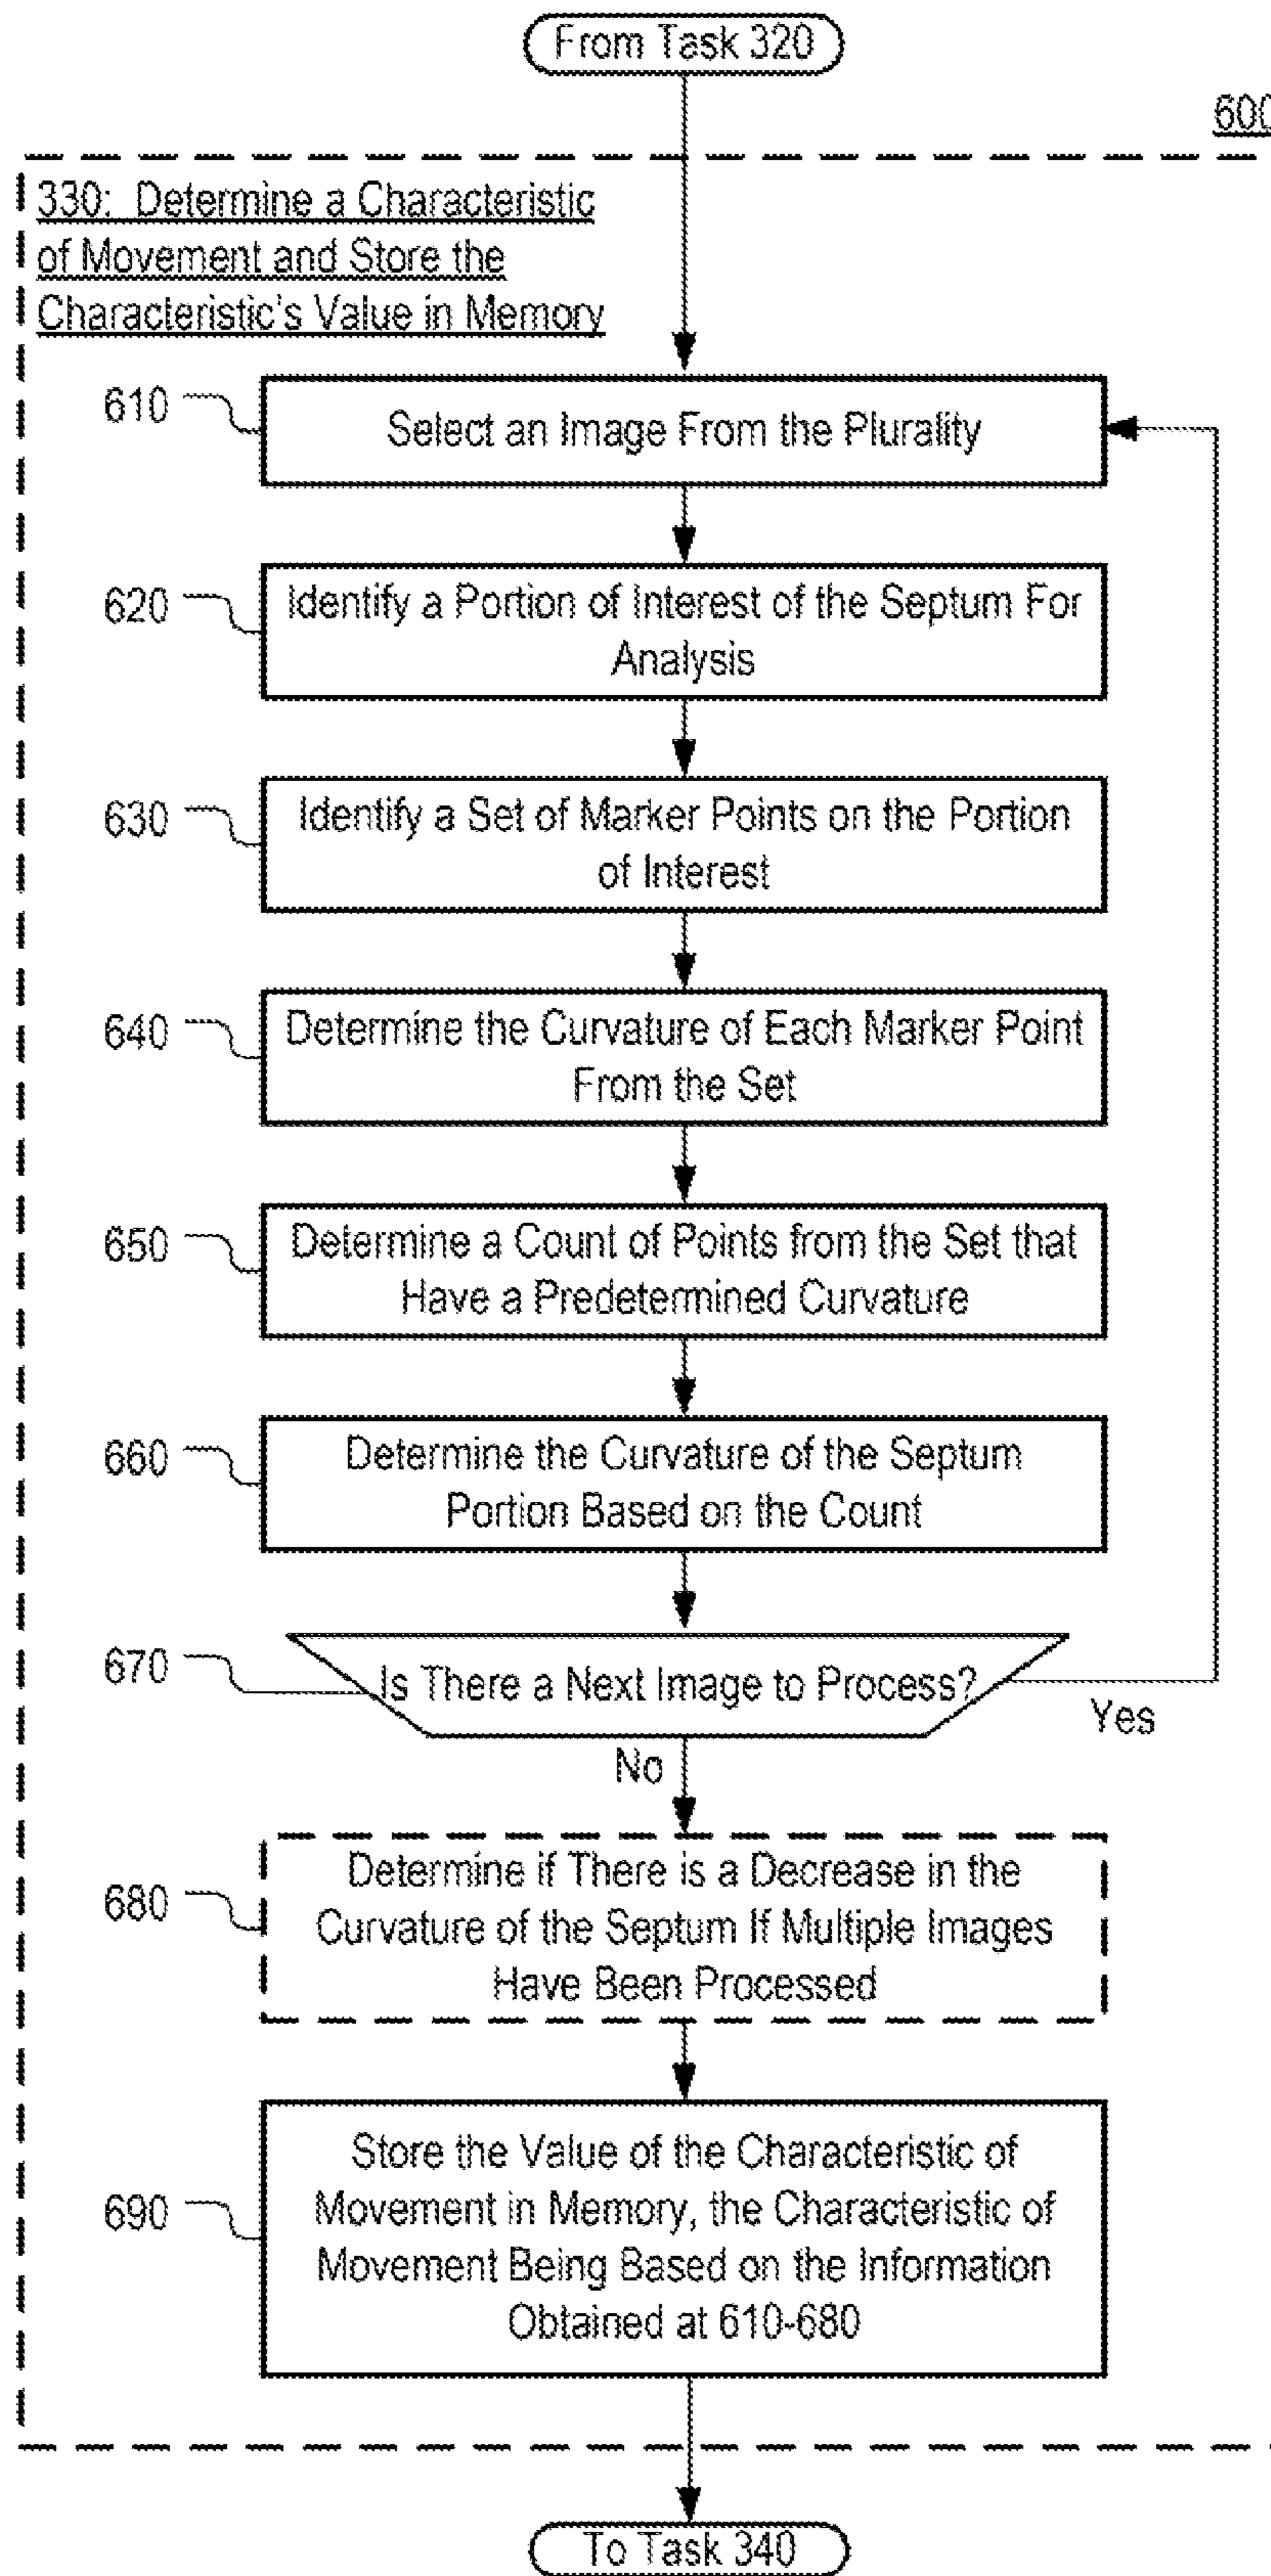 From Task 320
600
330: Determine a Characteristic
of Movement and Store the
Characteristic's Value in Memory
610
Select an Image From the Plurality
620
Identify a Portion of Interest of the Septum For
Analysis
630
Identify a Set of Marker Points on the Portion
of Interest
640
Determine the Curvature of Each Marker Point
From the Set
650
Determine a Count of Points from the Set that
Have a Predetermined Curvature
660
Determine the Curvature of the Septum
Portion Based on the Count
670
Is There a Next Image to Process?
Yes
No
680
Determine if There is a Decrease in the
Curvature of the Septum If Multiple Images
Have Been Processed
690
Store the Value of the Characteristic of
Movement in Memory, the Characteristic of
Movement Being Based on the Information
Obtained at 610-680
To Task 340